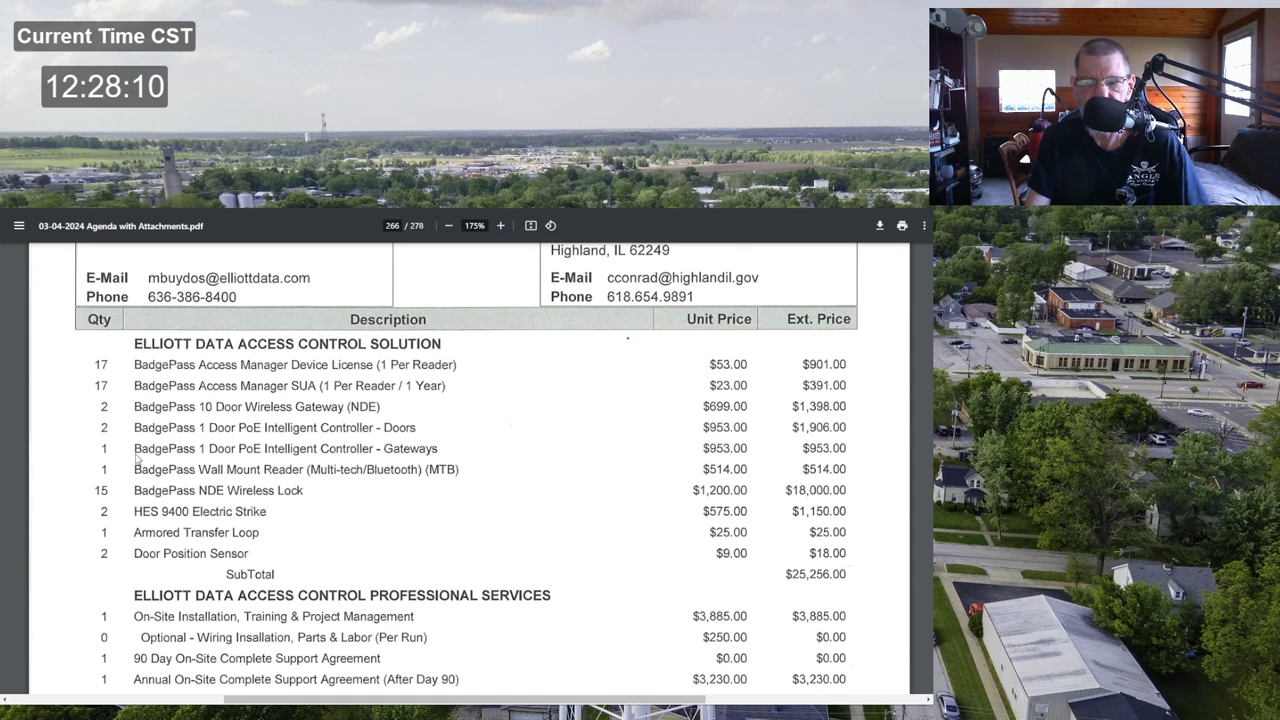 Current Time CST
12:28:10
03-04-2024 Agenda with Attachments.pdf 266 / 278 175%
Highland, IL 62249
E-Mail mbuydos@elliottdata.com E-Mail cconrad@highlandil.gov
Phone 636-386-8400 Phone 618.654.9891
Qty Description Unit Price Ext. Price
ELLIOTT DATA ACCESS CONTROL SOLUTION
17 BadgePass Access Manager Device License (1 Per Reader) $53.00 $901.00
17 BadgePass Access Manager SUA (1 Per Reader / 1 Year) $23.00 $391.00
2 BadgePass 10 Door Wireless Gateway (NDE) $699.00 $1,398.00
2 BadgePass 1 Door PoE Intelligent Controller - Doors $953.00 $1,906.00
1 BadgePass 1 Door PoE Intelligent Controller - Gateways $953.00 $953.00
1 BadgePass Wall Mount Reader (Multi-tech/Bluetooth) (MTB) $514.00 $514.00
15 BadgePass NDE Wireless Lock $1,200.00 $18,000.00
2 HES 9400 Electric Strike $575.00 $1,150.00
1 Armored Transfer Loop $25.00 $25.00
2 Door Position Sensor $9.00 $18.00
SubTotal $25,256.00
ELLIOTT DATA ACCESS CONTROL PROFESSIONAL SERVICES
1 On-Site Installation, Training & Project Management $3,885.00 $3,885.00
0 Optional - Wiring Insallation, Parts & Labor (Per Run) $250.00 $0.00
1 90 Day On-Site Complete Support Agreement $0.00 $0.00
1 Annual On-Site Complete Support Agreement (After Day 90) $3,230.00 $3,230.00